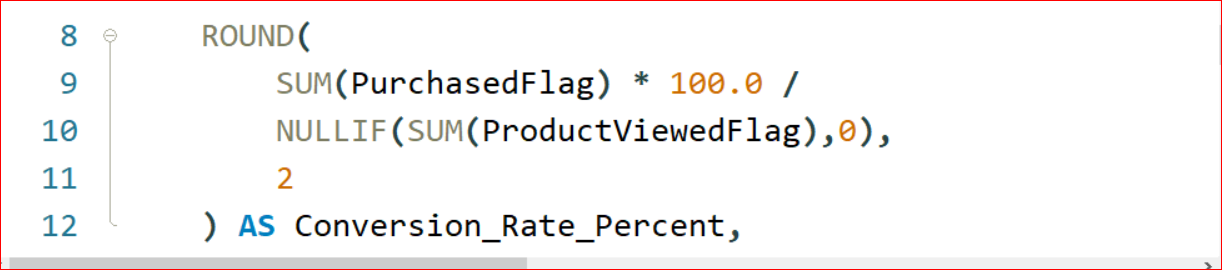 8 ROUND(
9 SUM(PurchasedFlag) * 100.0 /
10 NULLIF(SUM(ProductViewedFlag),0),
11 2
12 ) AS Conversion_Rate_Percent,